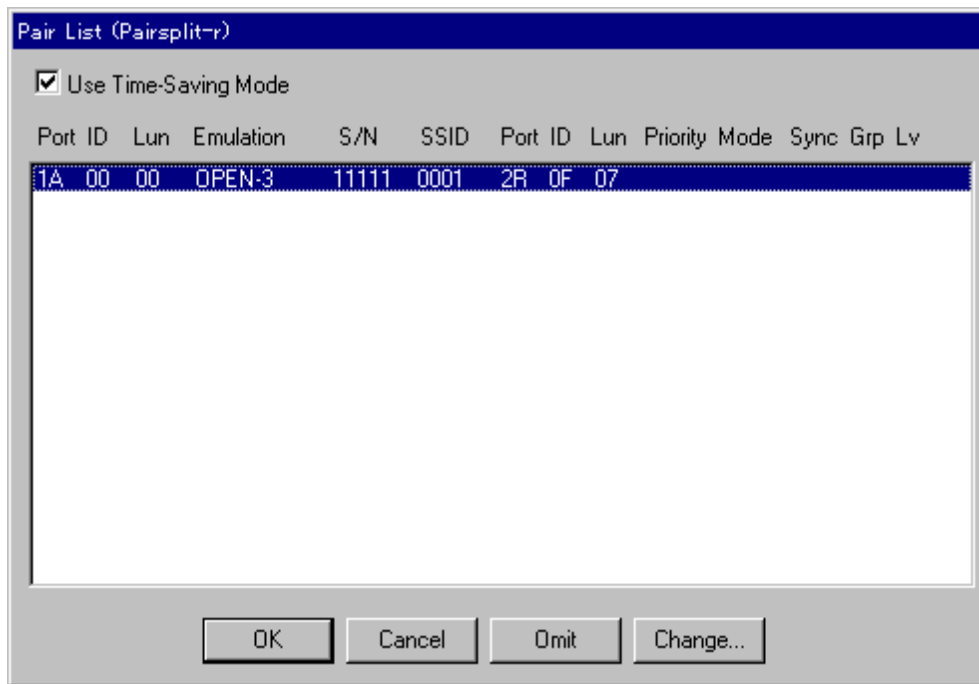 Pair List (Pairsplit-r)
Use Time-Saving Mode
Port ID Lun Emulation S/N SSID Port ID Lun Priority Mode Sync Grp Lv
1A 00 00 OPEN-3 11111 0001 2R 0F 07
OK Cancel Omit Change...